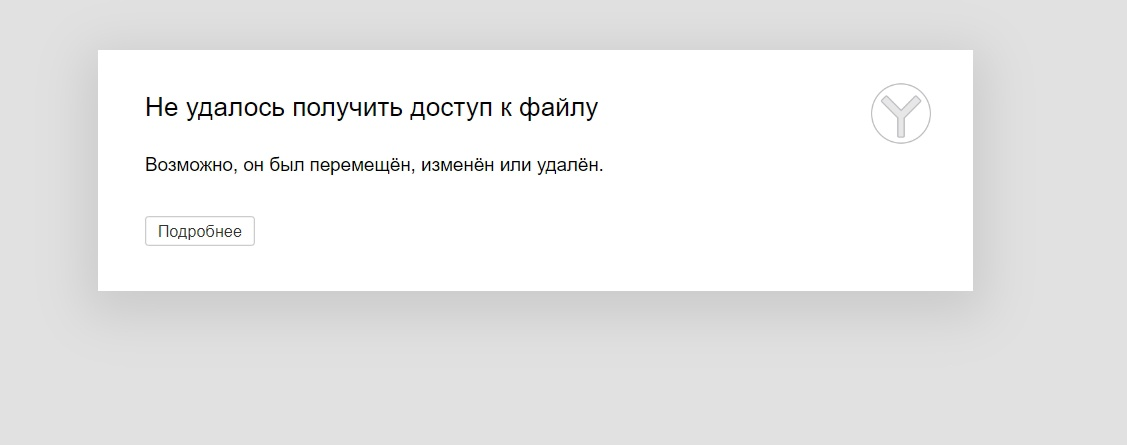 Не удалось получить доступ к файлу
Возможно, он был перемещён, изменён или удалён.
Подробнее